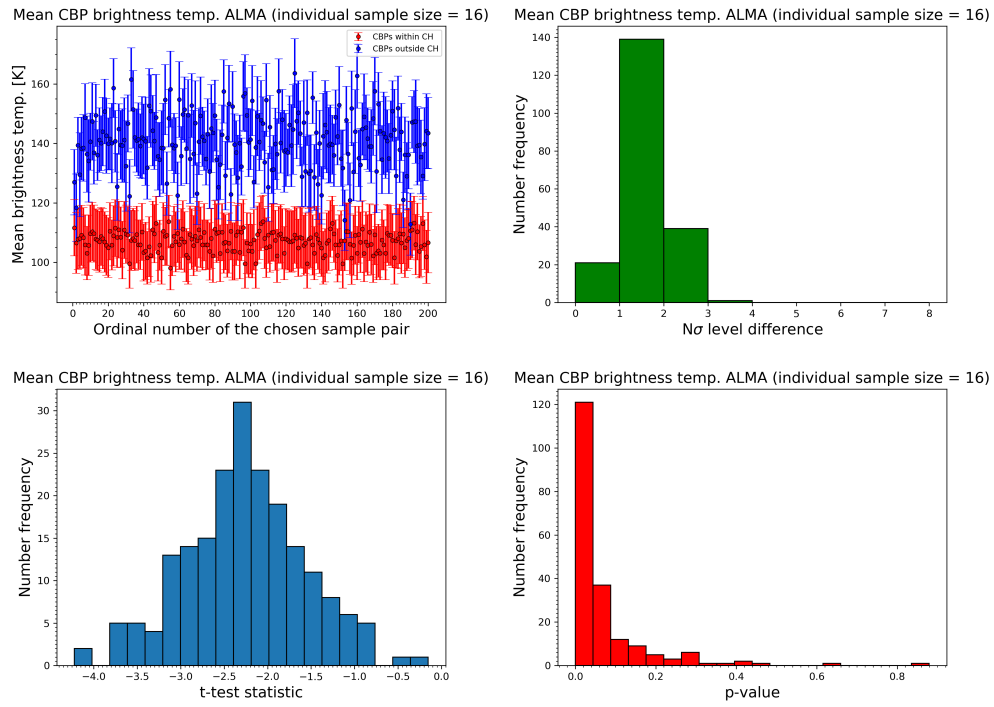 Mean CBP brightness temp. ALMA (individual sample size = 16)
CBPs within CH
CBPs outside CH
Mean brightness temp. [K]
160
140
120
100
0 20 40 60 80 100 120 140 160 180 200
Ordinal number of the chosen sample pair
Mean CBP brightness temp. ALMA (individual sample size = 16)
Number frequency
140
120
100
80
60
40
20
0
0 1 2 3 4 5 6 7 8
Nσ level difference
Mean CBP brightness temp. ALMA (individual sample size = 16)
Number frequency
30
25
20
15
10
5
0
−4.0 −3.5 −3.0 −2.5 −2.0 −1.5 −1.0 −0.5 0.0
t-test statistic
Mean CBP brightness temp. ALMA (individual sample size = 16)
Number frequency
120
100
80
60
40
20
0
0.0 0.2 0.4 0.6 0.8
p-value